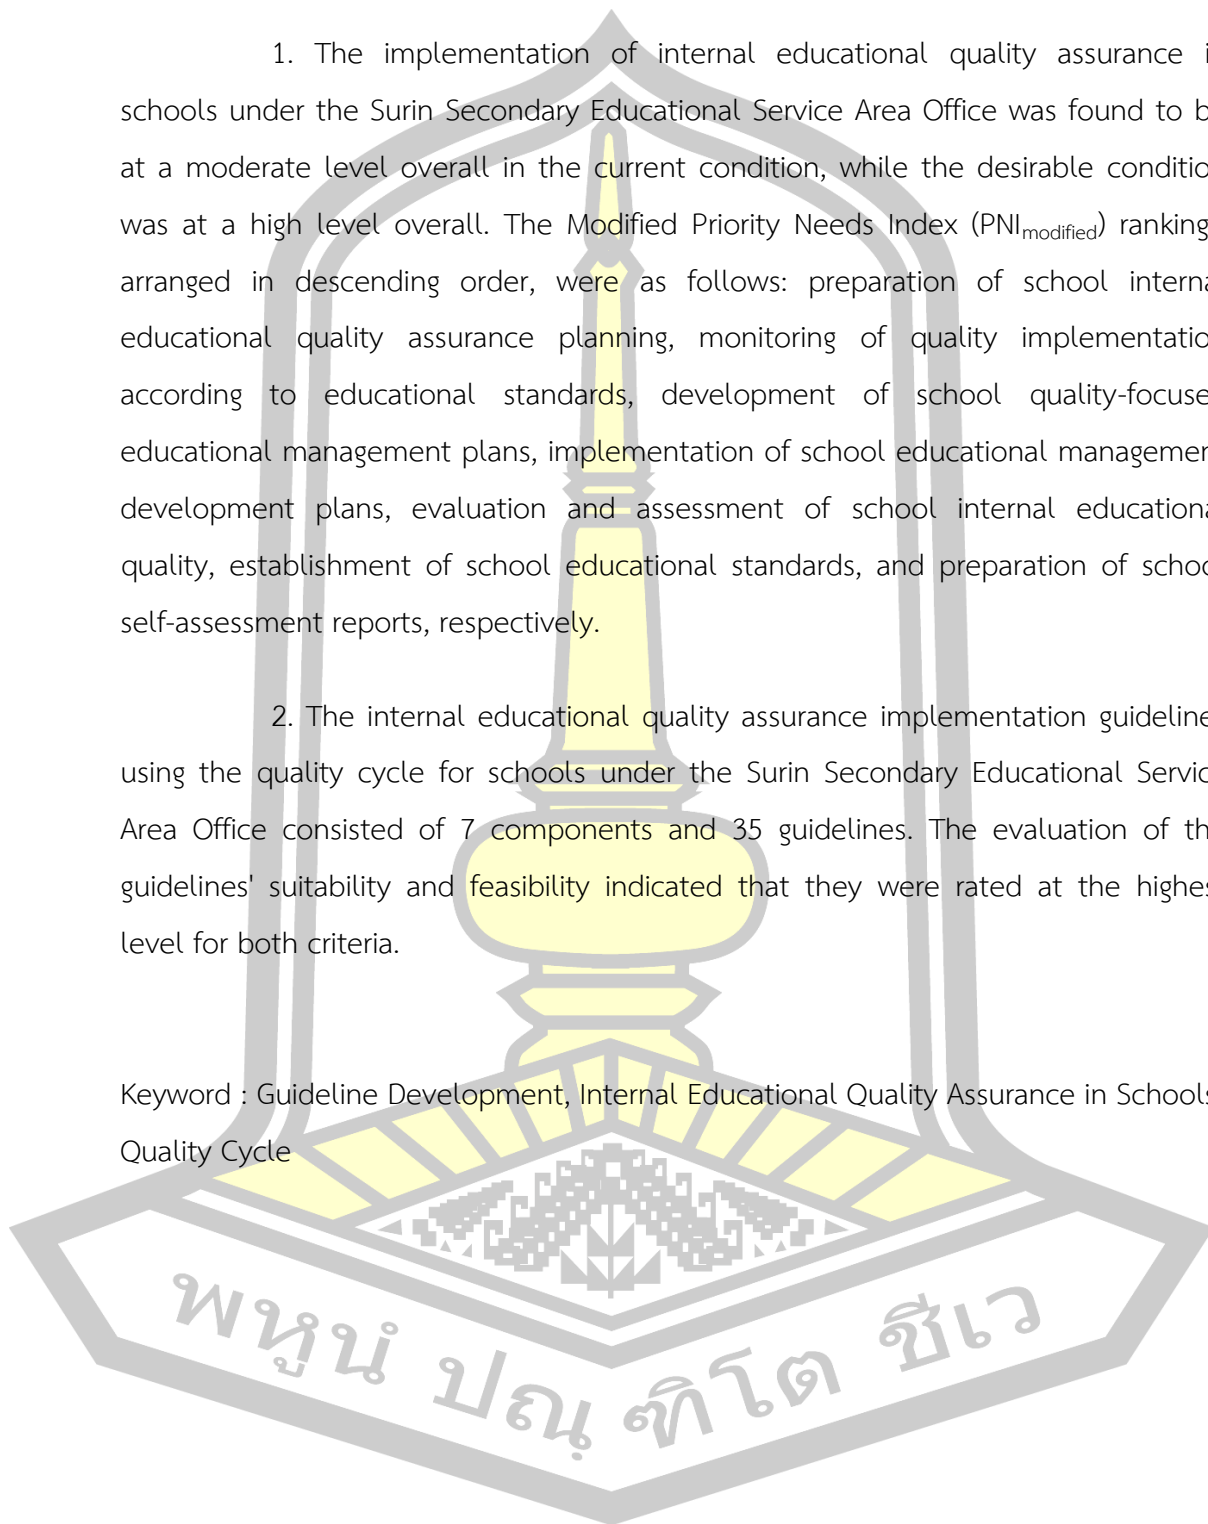 1. The implementation of internal educational quality assurance i
schools under the Surin Secondary Educational Service Area Office was found to b
at a moderate level overall in the current condition, while the desirable conditio
was at a high level overall. The Modified Priority Needs Index (PNImodified) ranking
arranged in descending order, were as follows: preparation of school interna
educational quality assurance planning, monitoring of quality implementatio
according to educational standards, development of school quality-focuse
educational management plans, implementation of school educational managemen
development plans, evaluation and assessment of school internal educationa
quality, establishment of school educational standards, and preparation of schoo
self-assessment reports, respectively.
2. The internal educational quality assurance implementation guideline
using the quality cycle for schools under the Surin Secondary Educational Servic
Area Office consisted of 7 components and 35 guidelines. The evaluation of th
guidelines' suitability and feasibility indicated that they were rated at the highes
level for both criteria.
Keyword : Guideline Development, Internal Educational Quality Assurance in Schools
Quality Cycle
พหูนํ ปณฺฑิโต ชีเว